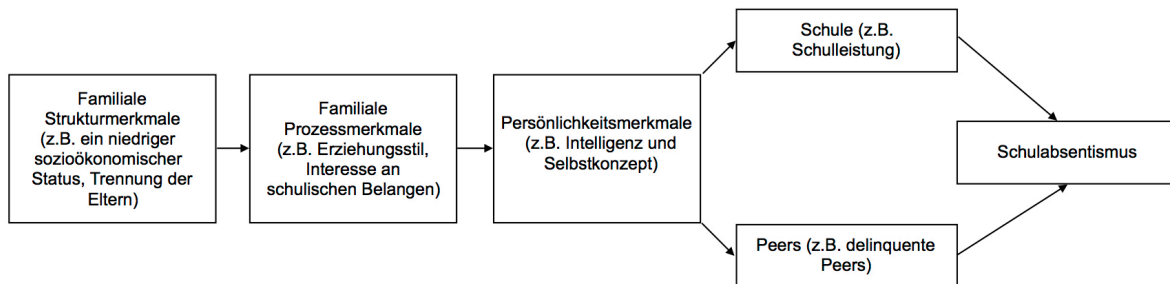 Familiale
Strukturmerkmale
(z.B. ein niedriger
sozioökonomischer
Status, Trennung der
Eltern)
Familiale
Prozessmerkmale
(z.B. Erziehungsstil,
Interesse an
schulischen Belangen)
Persönlichkeitsmerkmale
(z.B. Intelligenz und
Selbstkonzept)
Schule (z.B.
Schulleistung)
Peers (z.B. delinquente
Peers)
Schulabsentismus